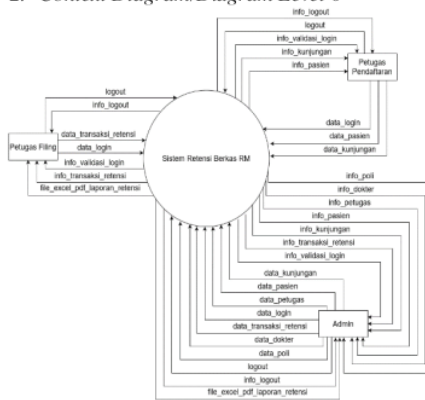 Context Diagram/Diagram Level 0
info_logout
logout
info_validasi_login
info_kunjungan
info_pasien
Petugas
Pendaftaran
logout
info_logout
data_login
data_pasien
data_kunjungan
Petugas Filing
data_transaksi_retensi
data_login
info_validasi_login
info_transaksi_retensi
file_excel_pdf_laporan_retensi
Sistem Retensi Berkas RM
info_poli
info_dokter
info_petugas
info_pasien
info_kunjungan
info_transaksi_retensi
info_validasi_login
data_kunjungan
data_pasien
data_petugas
data_login
data_transaksi_retensi
data_dokter
data_poli
logout
info_logout
file_excel_pdf_laporan_retensi
Admin